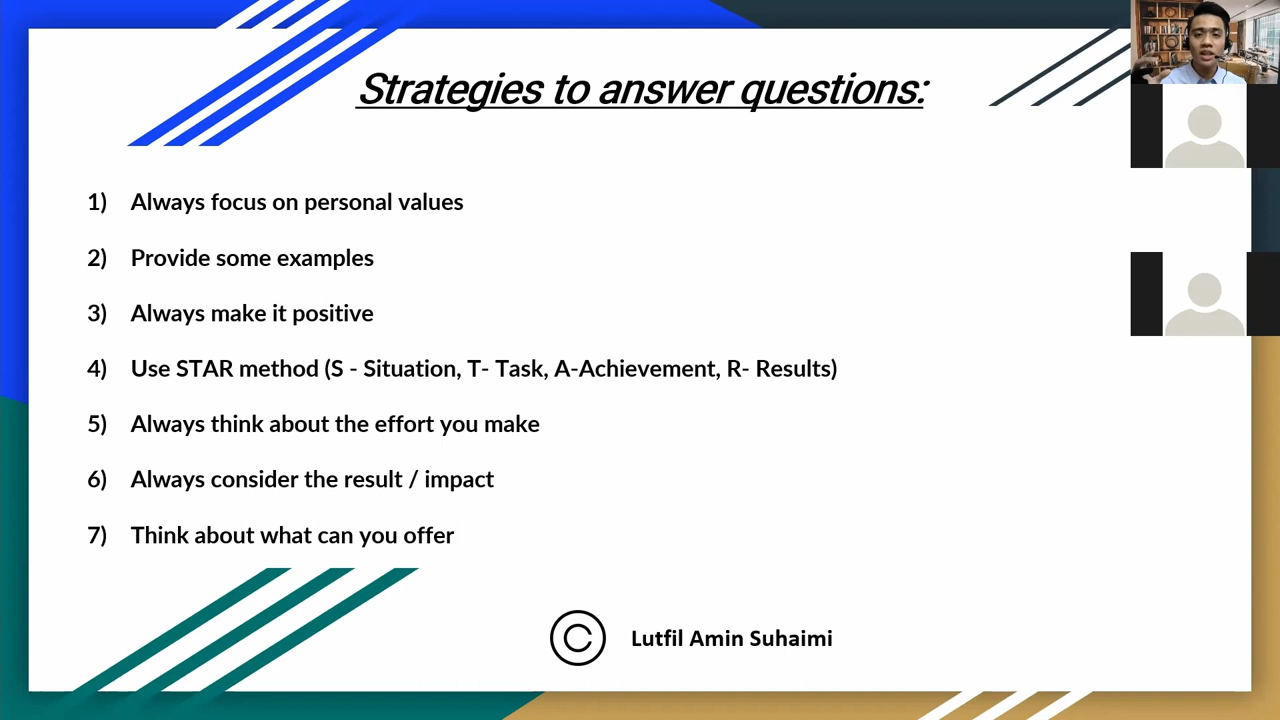 Strategies to answer questions:
1) Always focus on personal values
2) Provide some examples
3) Always make it positive
4) Use STAR method (S - Situation, T- Task, A-Achievement, R- Results)
5) Always think about the effort you make
6) Always consider the result / impact
7) Think about what can you offer
© Lutfil Amin Suhaimi